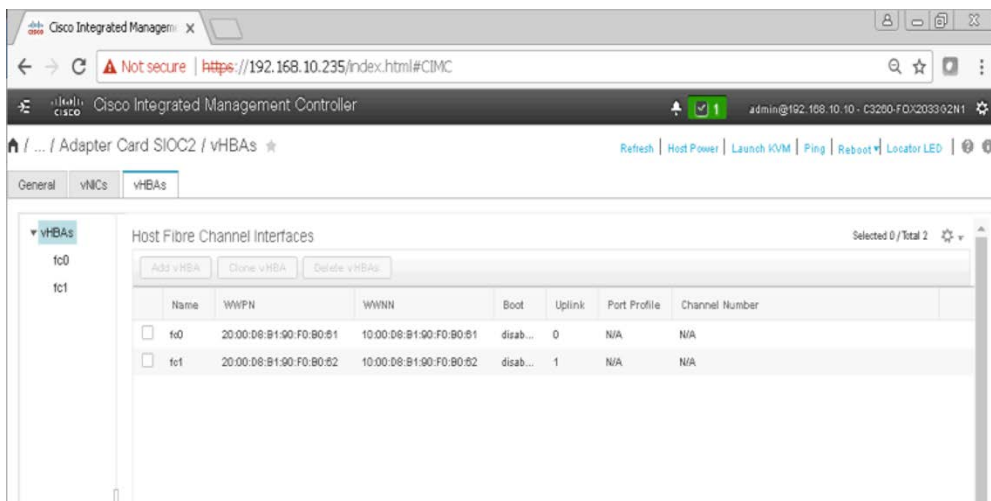 Cisco Integrated Managem
Not secure | https://192.168.10.235/index.html#CIMC
CISCO Cisco Integrated Management Controller 1 admin@192.168.10.10 - C3260-FOX2033G2N1
/ ... / Adapter Card SIOC2 / vHBAs
Refresh | Host Power | Launch KVM | Ping | Reboot | Locator LED |
General vNICs vHBAs
vHBAs
fc0
fc1
Host Fibre Channel Interfaces
Selected 0 / Total 2
Add vHBA Clone vHBA Delete vHBAs
Name WWPN WWNN Boot Uplink Port Profile Channel Number
fc0 20:00:D8:B1:90:F0:B0:61 10:00:D8:B1:90:F0:B0:61 disab... 0 N/A N/A
fc1 20:00:D8:B1:90:F0:B0:62 10:00:D8:B1:90:F0:B0:62 disab... 1 N/A N/A